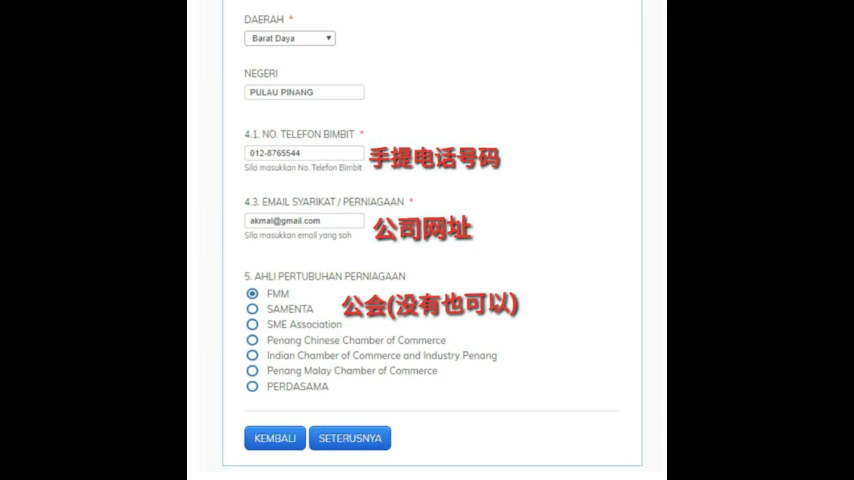 DAERAH *
Barat Daya
NEGERI
PULAU PINANG
4.1. NO. TELEFON BIMBIT *
012-8765544 手提电话号码
Sila masukkan No. Telefon Bimbit
4.3. EMAIL SYARIKAT / PERNIAGAAN *
akmal@gmail.com 公司网址
Sila masukkan email yang sah
5. AHLI PERTUBUHAN PERNIAGAAN
FMM
SAMENTA 公会(没有也可以)
SME Association
Penang Chinese Chamber of Commerce
Indian Chamber of Commerce and Industry Penang
Penang Malay Chamber of Commerce
PERDASAMA
KEMBALI SETERUSNYA